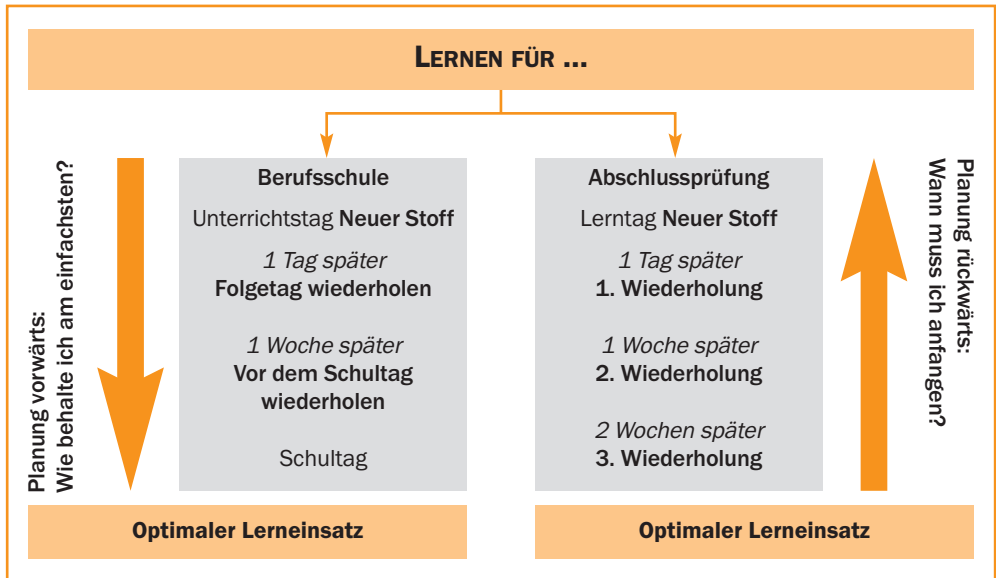 LERNEN FÜR ...
Planung vorwärts:
Wie behalte ich am einfachsten?
Berufsschule
Unterrichtstag Neuer Stoff
1 Tag später
Folgetag wiederholen
1 Woche später
Vor dem Schultag
wiederholen
Schultag
Optimaler Lerneinsatz
Abschlussprüfung
Lerntag Neuer Stoff
1 Tag später
1. Wiederholung
1 Woche später
2. Wiederholung
2 Wochen später
3. Wiederholung
Optimaler Lerneinsatz
Planung rückwärts:
Wann muss ich anfangen?